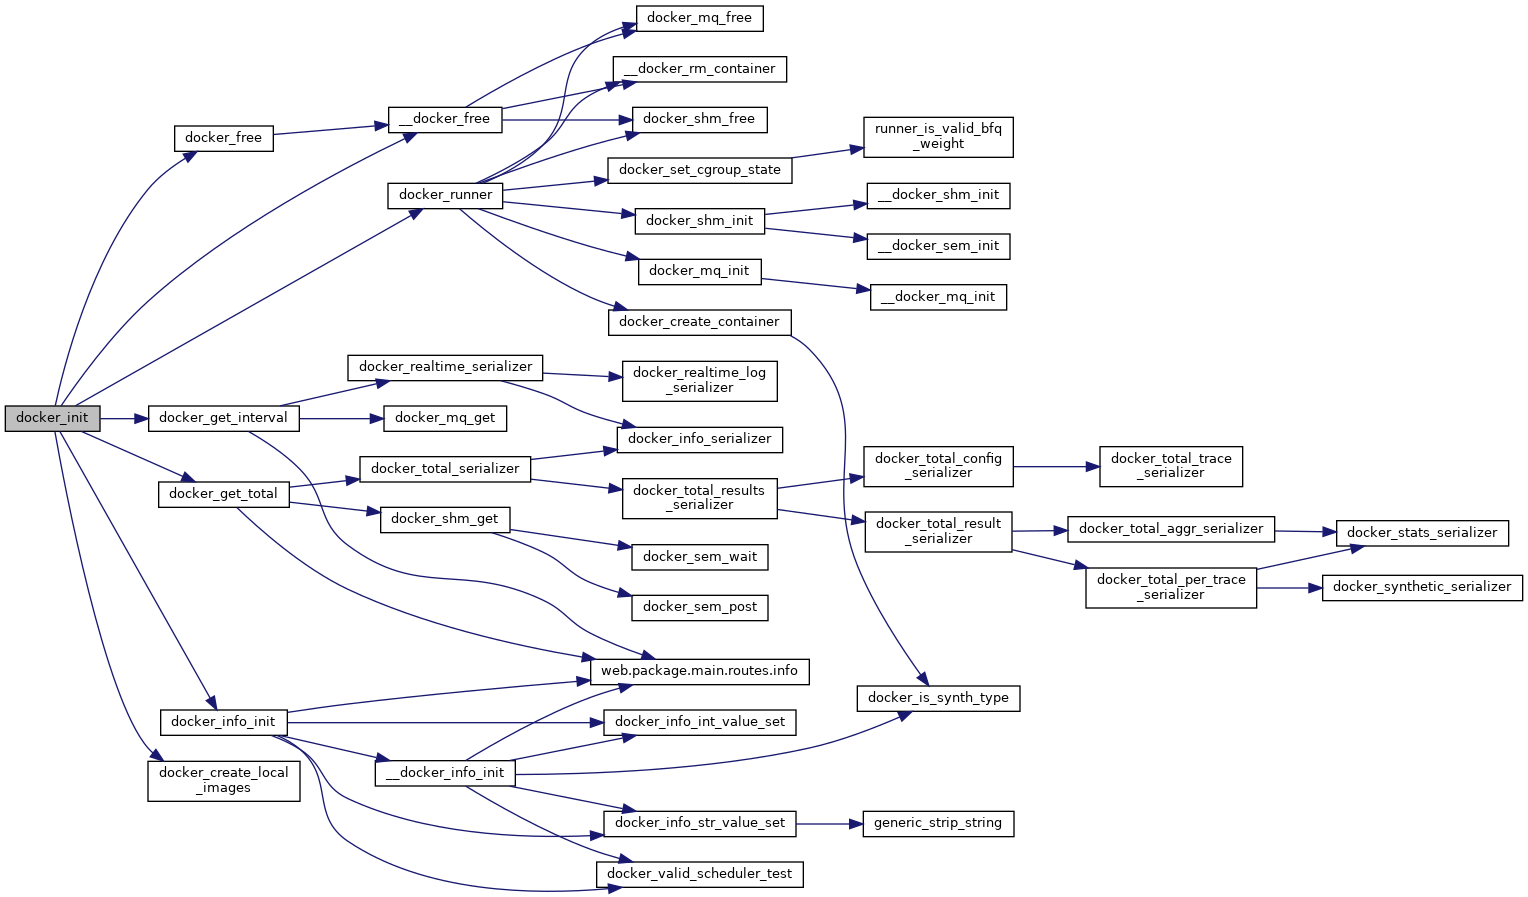 docker_init
docker_free
__docker_free
docker_mq_free
__docker_rm_container
docker_shm_free
docker_runner
docker_set_cgroup_state
runner_is_valid_bfq
_weight
docker_shm_init
__docker_shm_init
__docker_sem_init
docker_mq_init
__docker_mq_init
docker_create_container
docker_get_interval
docker_realtime_serializer
docker_realtime_log
_serializer
docker_mq_get
docker_info_serializer
docker_get_total
docker_total_serializer
docker_total_results
_serializer
docker_total_config
_serializer
docker_total_trace
_serializer
docker_total_result
_serializer
docker_total_aggr_serializer
docker_stats_serializer
docker_total_per_trace
_serializer
docker_synthetic_serializer
docker_shm_get
docker_sem_wait
docker_sem_post
web.package.main.routes.info
docker_is_synth_type
docker_info_init
docker_info_int_value_set
__docker_info_init
docker_create_local
_images
docker_info_str_value_set
generic_strip_string
docker_valid_scheduler_test